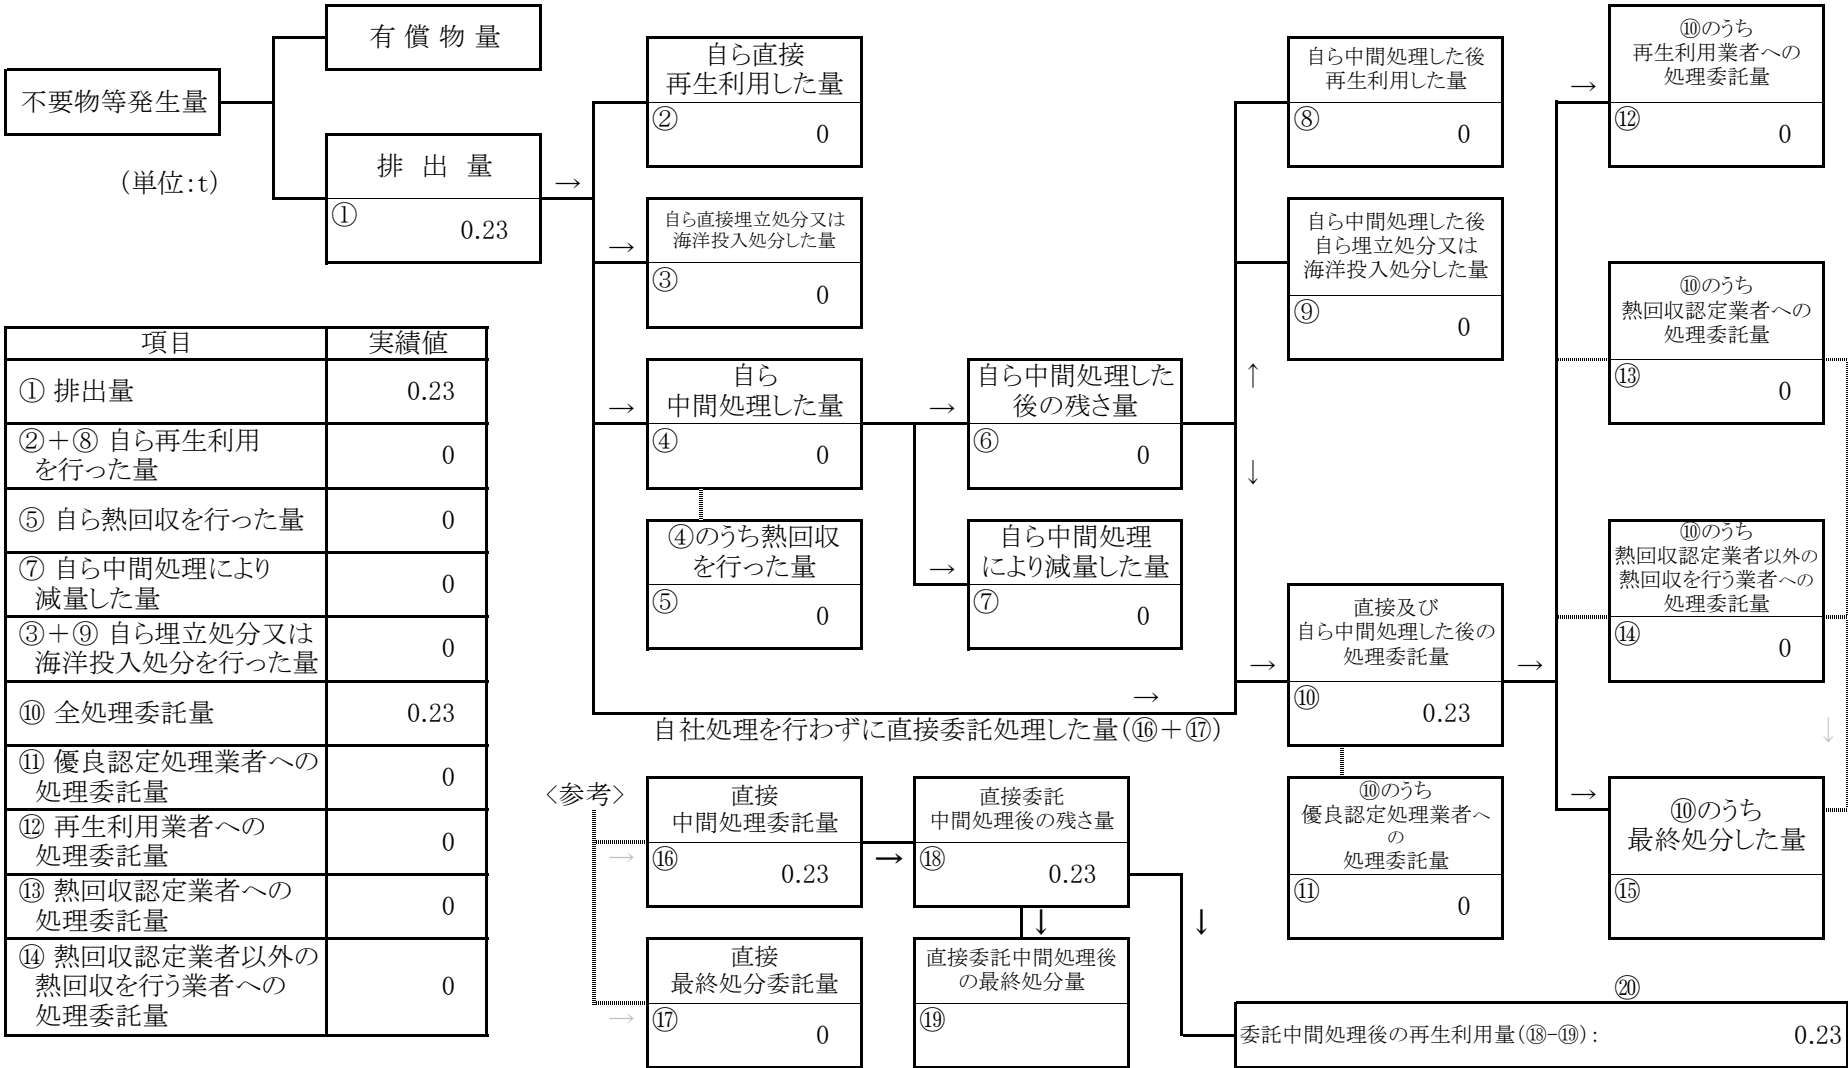 有 償 物 量
不要物等発生量
(単位:t)
排 出 量
→
①
0.23
自ら直接
再生利用した量
②
0
→
自ら直接埋立処分又は
海洋投入処分した量
③
0
→
自ら
中間処理した量
④
0
④のうち熱回収
を行った量
⑤
0
→
自ら中間処理した
後の残さ量
⑥
0
→
自ら中間処理
により減量した量
⑦
0
↑
↓
自ら中間処理した後
再生利用した量
⑧
0
自ら中間処理した後
自ら埋立処分又は
海洋投入処分した量
⑨
0
→
自社処理を行わずに直接委託処理した量(⑯+⑰)
→
直接及び
自ら中間処理した後の
処理委託量
⑩
0.23
→
⑩のうち
優良認定処理業者へ
の
処理委託量
⑪
0
→
⑩のうち
再生利用業者への
処理委託量
⑫
0
⑩のうち
熱回収認定業者への
処理委託量
⑬
0
⑩のうち
熱回収認定業者以外の
熱回収を行う業者への
処理委託量
⑭
0
↓
→
⑩のうち
最終処分した量
⑮
項目 実績値
① 排出量 0.23
②+⑧ 自ら再生利用
を行った量 0
⑤ 自ら熱回収を行った量 0
⑦ 自ら中間処理により
減量した量 0
③+⑨ 自ら埋立処分又は
海洋投入処分を行った量 0
⑩ 全処理委託量 0.23
⑪ 優良認定処理業者への
処理委託量 0
⑫ 再生利用業者への
処理委託量 0
⑬ 熱回収認定業者への
処理委託量 0
⑭ 熱回収認定業者以外の
熱回収を行う業者への
処理委託量 0
<参考>
→
直接
中間処理委託量
⑯
0.23
→
直接委託
中間処理後の残さ量
⑱
0.23
↓
↓
→
直接
最終処分委託量
⑰
0
直接委託中間処理後
の最終処分量
⑲
⑳
委託中間処理後の再生利用量(⑱-⑲): 0.23